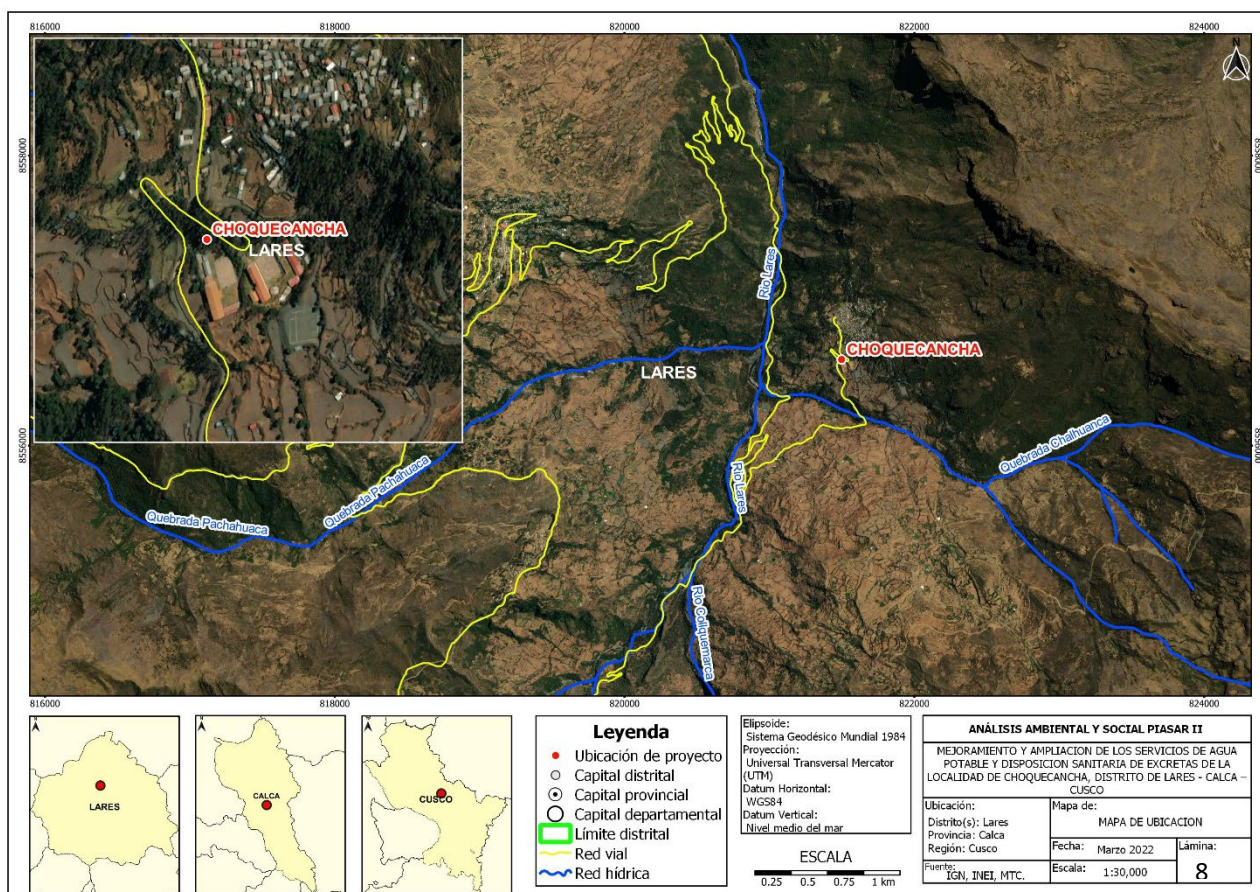 816000
818000
820000
822000
824000
N
8558000
8558000
CHOQUECANCHA
LARES
Río Lares
CHOQUECANCHA
LARES
8556000
8556000
Quebrada Chalhuanca
Quebrada Pachahuaca
Quebrada Pachahuaca
Río Lares
Río Collquemarca
816000
818000
820000
822000
824000
N
LARES
N
CALCA
N
CUSCO
Leyenda
Ubicación de proyecto
Capital distrital
Capital provincial
Capital departamental
Límite distrital
Red vial
Red hídrica
Elipsoide:
Sistema Geodésico Mundial 1984
Proyección:
Universal Transversal Mercator
(UTM)
Datum Horizontal:
WGS84
Datum Vertical:
Nivel medio del mar
ESCALA
0.25 0.5 0.75 1 km
ANÁLISIS AMBIENTAL Y SOCIAL PIASAR II
MEJORAMIENTO Y AMPLIACION DE LOS SERVICIOS DE AGUA
POTABLE Y DISPOSICION SANITARIA DE EXCRETAS DE LA
LOCALIDAD DE CHOQUECANCHA, DISTRITO DE LARES - CALCA –
CUSCO
Ubicación:
Distrito(s): Lares
Provincia: Calca
Región: Cusco
Mapa de:
MAPA DE UBICACION
Fecha: Marzo 2022
Lámina:
8
Fuente:
IGN, INEI, MTC.
Escala: 1:30,000